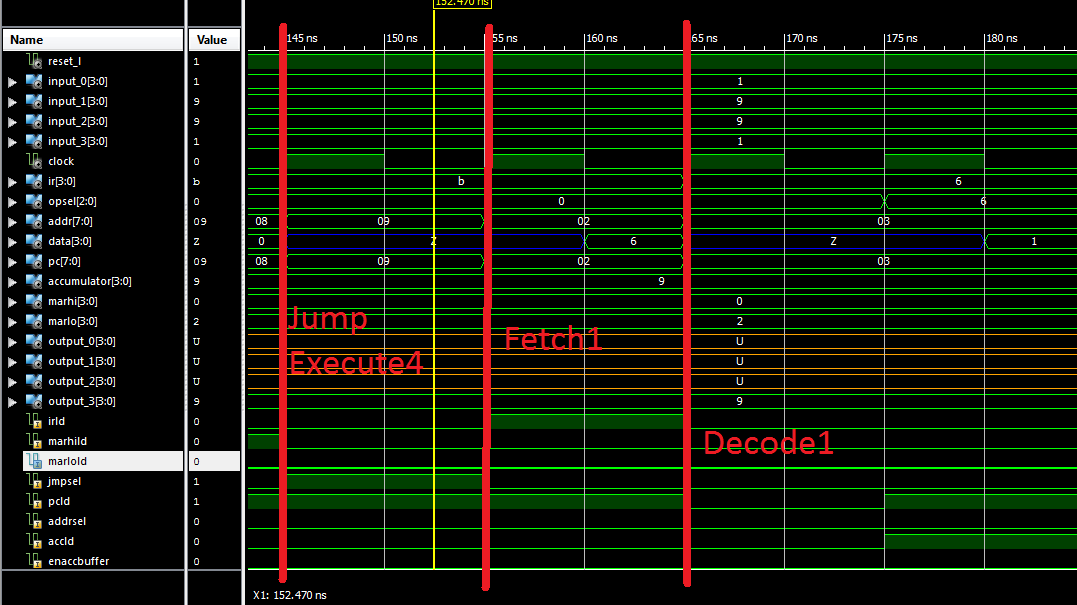 152.470 ns
Name Value 145 ns 150 ns 55 ns 160 ns 65 ns 170 ns 175 ns 180 ns
reset_l 1
input_0[3:0] 1 1
input_1[3:0] 9 9
input_2[3:0] 9 9
input_3[3:0] 1 1
clock 0
ir[3:0] b b 6
opsel[2:0] 0 0 6
addr[7:0] 09 08 09 02 03
data[3:0] Z 0 Z 6 Z 1
pc[7:0] 09 08 09 02 03
accumulator[3:0] 9 9
marhi[3:0] 0 0
marlo[3:0] 2 2
output_0[3:0] U U
output_1[3:0] U U
output_2[3:0] U U
output_3[3:0] 9 9
irld 0
marhild 0
marlold 0
jmpsel 1
pcld 1
addrsel 0
accld 0
enaccbuffer 0
Jump
Execute4
Fetch1
Decode1
X1: 152.470 ns